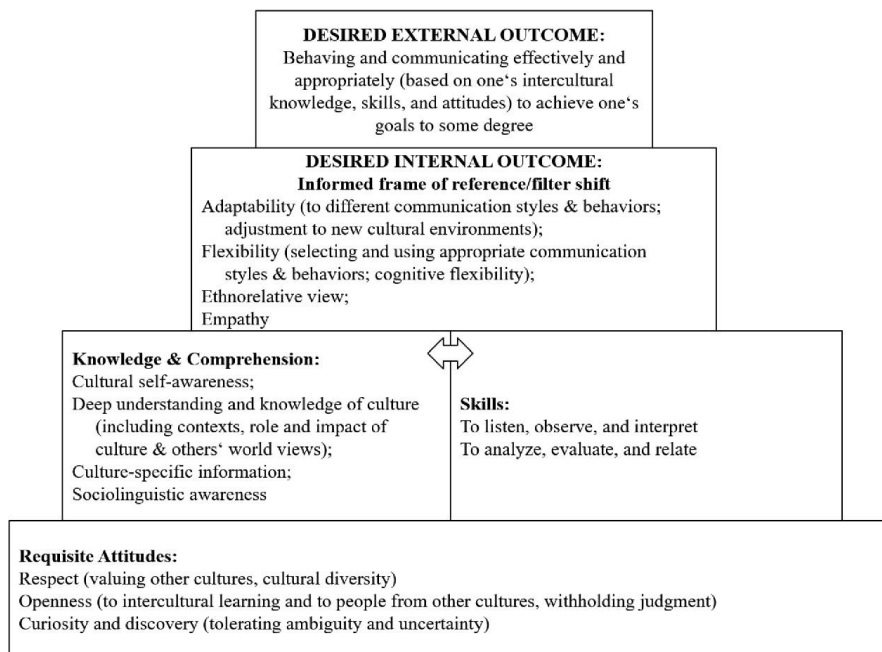 DESIRED EXTERNAL OUTCOME:
Behaving and communicating effectively and
appropriately (based on one‘s intercultural
knowledge, skills, and attitudes) to achieve one‘s
goals to some degree
DESIRED INTERNAL OUTCOME:
Informed frame of reference/filter shift
Adaptability (to different communication styles & behaviors;
adjustment to new cultural environments);
Flexibility (selecting and using appropriate communication
styles & behaviors; cognitive flexibility);
Ethnorelative view;
Empathy
Knowledge & Comprehension:
Cultural self-awareness;
Deep understanding and knowledge of culture
(including contexts, role and impact of
culture & others‘ world views);
Culture-specific information;
Sociolinguistic awareness
Skills:
To listen, observe, and interpret
To analyze, evaluate, and relate
Requisite Attitudes:
Respect (valuing other cultures, cultural diversity)
Openness (to intercultural learning and to people from other cultures, withholding judgment)
Curiosity and discovery (tolerating ambiguity and uncertainty)